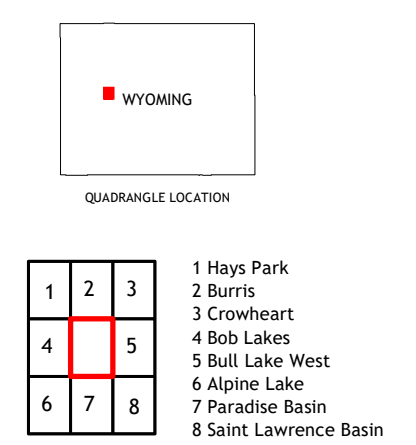 WYOMING
QUADRANGLE LOCATION
1 2 3
4 5
6 7 8
1 Hays Park
2 Burris
3 Crowheart
4 Bob Lakes
5 Bull Lake West
6 Alpine Lake
7 Paradise Basin
8 Saint Lawrence Basin